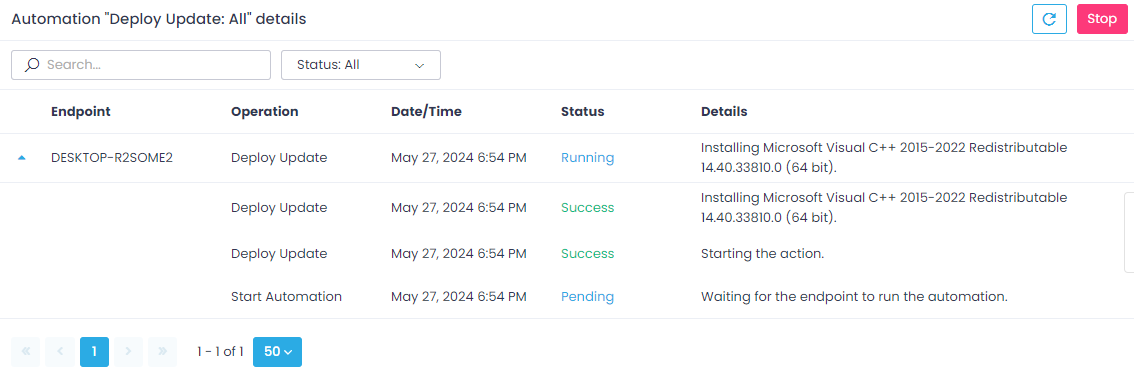 Automation "Deploy Update: All" details
Stop
Search...
Status: All
Endpoint Operation Date/Time Status Details
DESKTOP-R2SOME2 Deploy Update May 27, 2024 6:54 PM Running Installing Microsoft Visual C++ 2015-2022 Redistributable
14.40.33810.0 (64 bit).
Deploy Update May 27, 2024 6:54 PM Success Installing Microsoft Visual C++ 2015-2022 Redistributable
14.40.33810.0 (64 bit).
Deploy Update May 27, 2024 6:54 PM Success Starting the action.
Start Automation May 27, 2024 6:54 PM Pending Waiting for the endpoint to run the automation.
« ‹ 1 › » 1 - 1 of 1 50